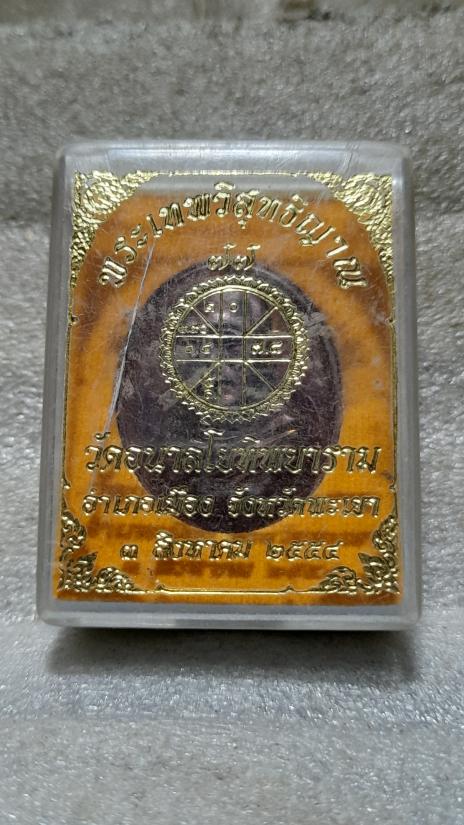 พระเทพวิสุทธิญาณ
๗๗
วัดอนาลโยทิพยาราม
อำเภอเมือง จังหวัดพะเยา
๓ สิงหาคม ๒๕๕๔